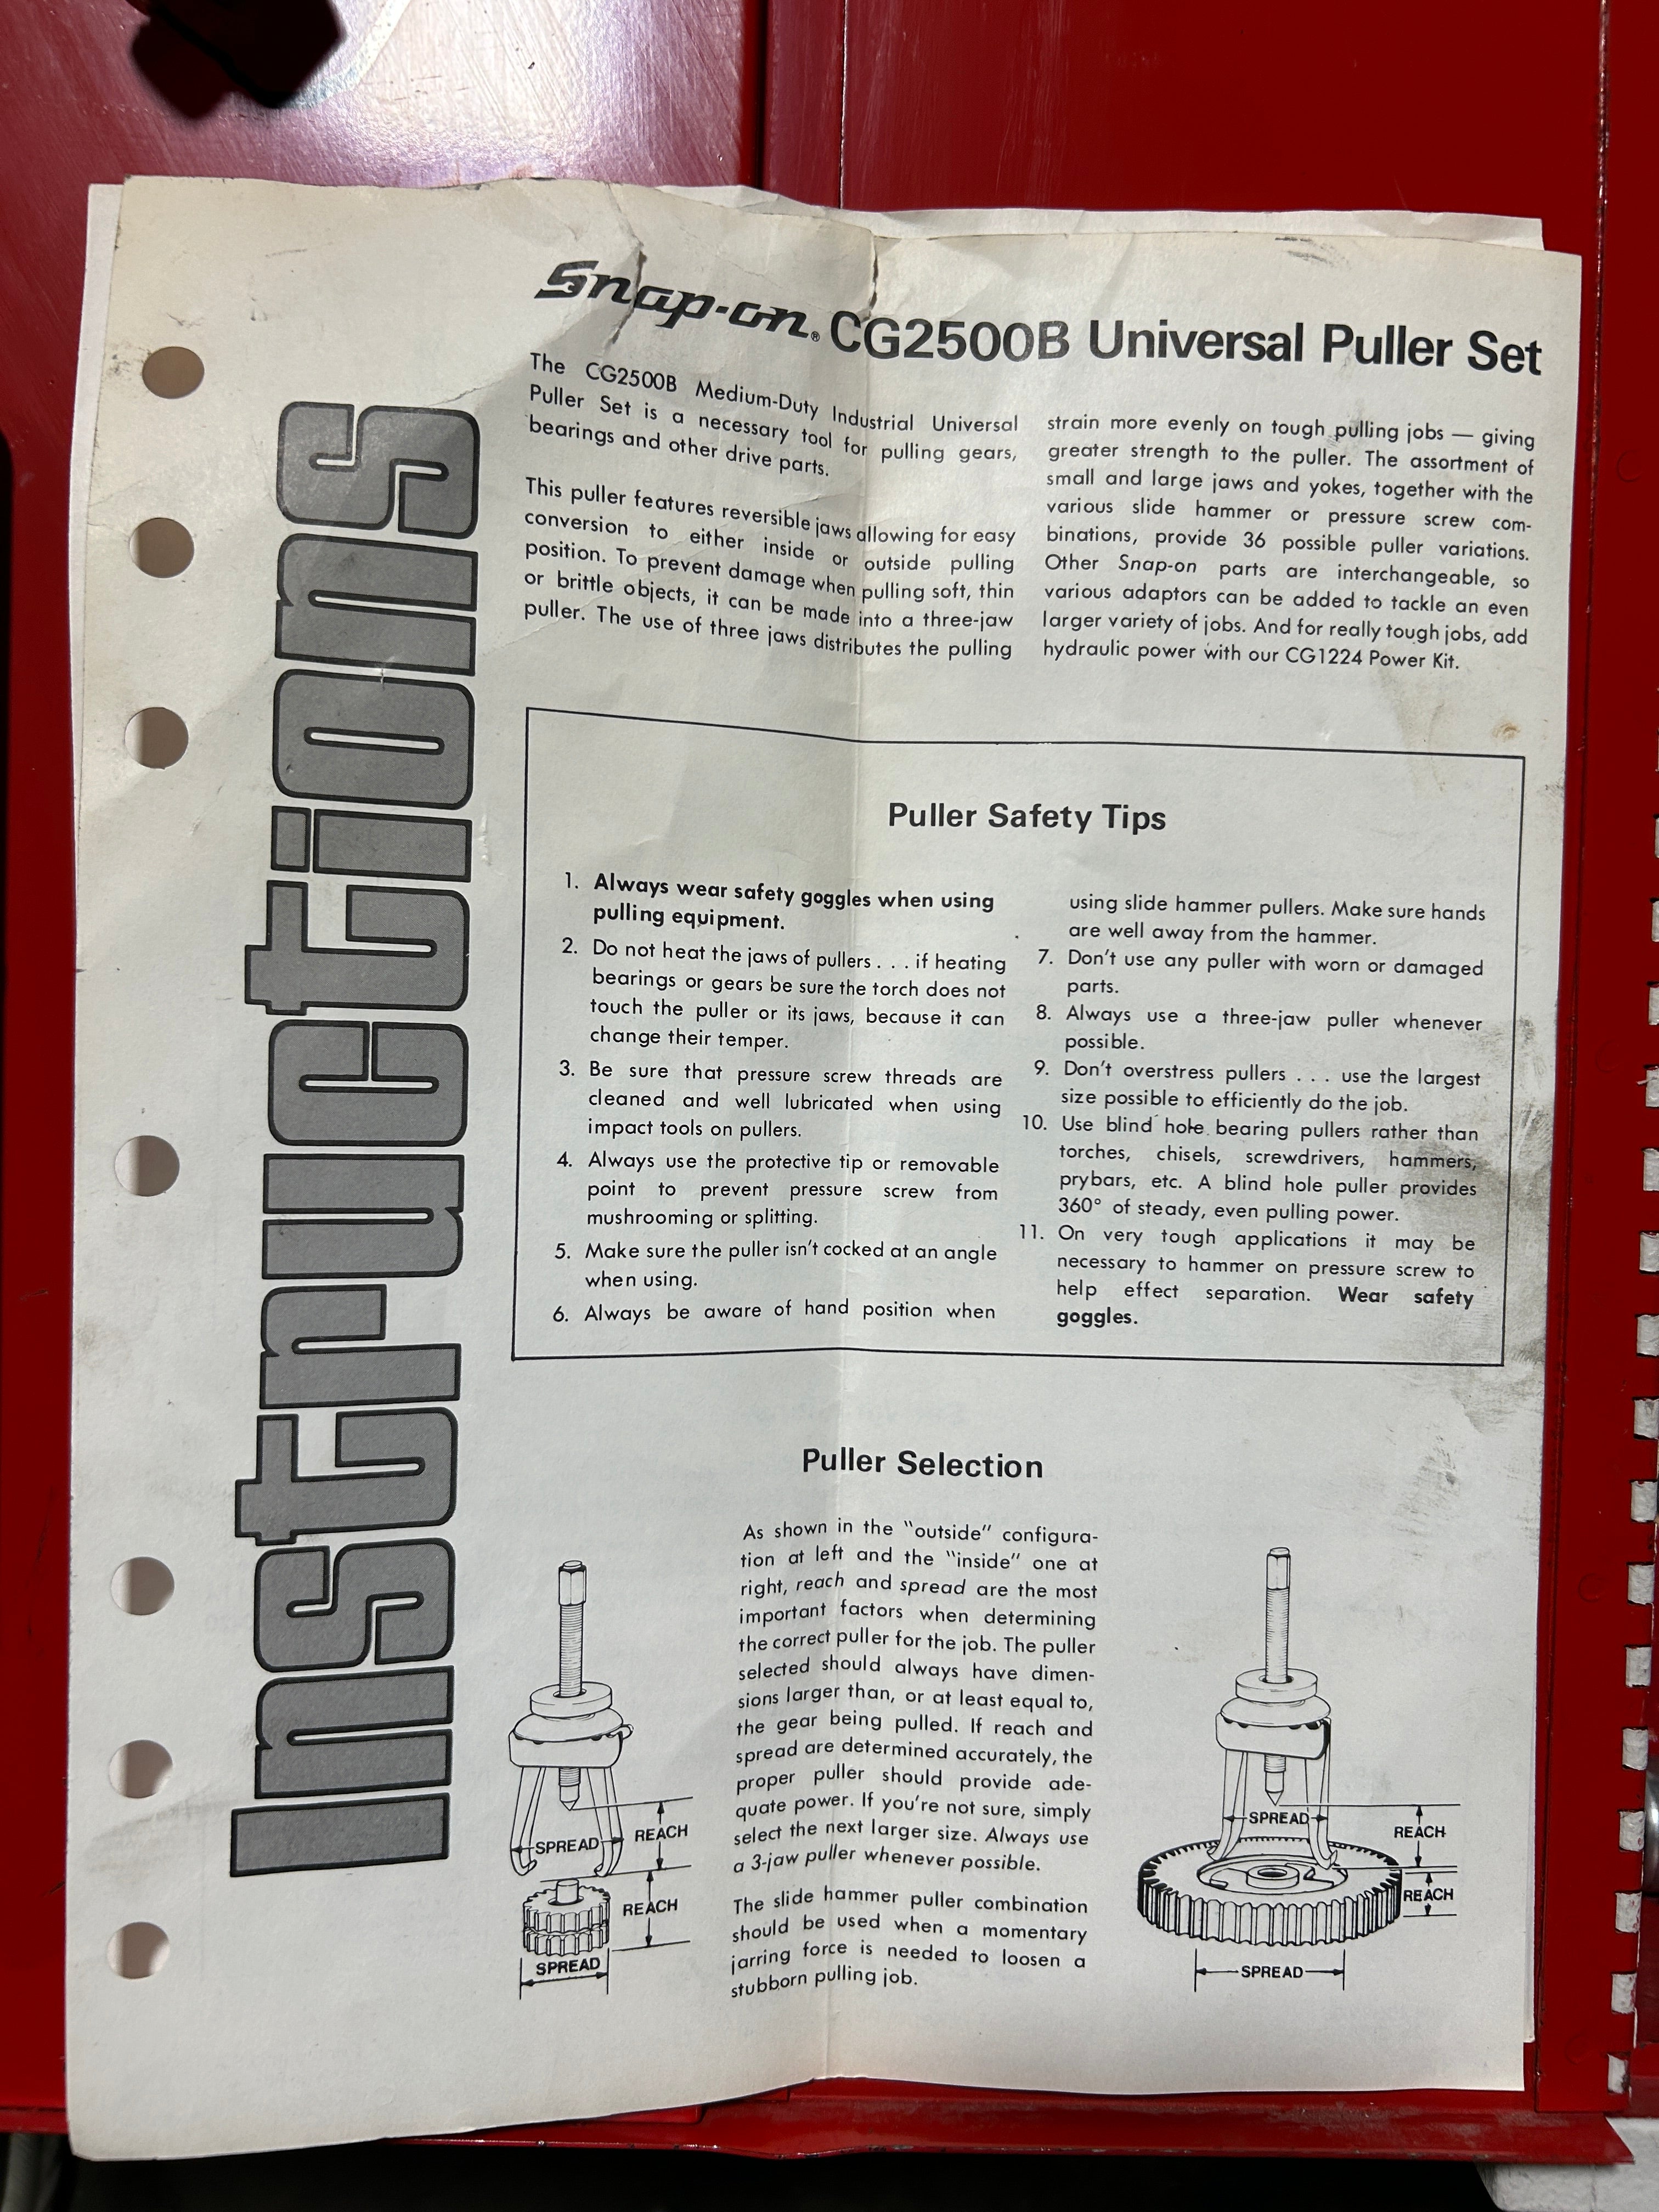 Snap-on® CG2500B Universal Puller Set
Instructions
The CG2500B Medium-Duty Industrial Universal
Puller Set is a necessary tool for pulling gears,
bearings and other drive parts.
This puller features reversible jaws allowing for easy
conversion to either inside or outside pulling
position. To prevent damage when pulling soft, thin
or brittle objects, it can be made into a three-jaw
puller. The use of three jaws distributes the pulling
strain more evenly on tough pulling jobs — giving
greater strength to the puller. The assortment of
small and large jaws and yokes, together with the
various slide hammer or pressure screw com-
binations, provide 36 possible puller variations.
Other Snap-on parts are interchangeable, so
various adaptors can be added to tackle an even
larger variety of jobs. And for really tough jobs, add
hydraulic power with our CG1224 Power Kit.
Puller Safety Tips
1. Always wear safety goggles when using
pulling equipment.
2. Do not heat the jaws of pullers . . . if heating
bearings or gears be sure the torch does not
touch the puller or its jaws, because it can
change their temper.
3. Be sure that pressure screw threads are
cleaned and well lubricated when using
impact tools on pullers.
4. Always use the protective tip or removable
point to prevent pressure screw from
mushrooming or splitting.
5. Make sure the puller isn't cocked at an angle
when using.
6. Always be aware of hand position when
using slide hammer pullers. Make sure hands
are well away from the hammer.
7. Don't use any puller with worn or damaged
parts.
8. Always use a three-jaw puller whenever
possible.
9. Don't overstress pullers . . . use the largest
size possible to efficiently do the job.
10. Use blind hole bearing pullers rather than
torches, chisels, screwdrivers, hammers,
prybars, etc. A blind hole puller provides
360° of steady, even pulling power.
11. On very tough applications it may be
necessary to hammer on pressure screw to
help effect separation. Wear safety
goggles.
Puller Selection
As shown in the "outside" configura-
tion at left and the "inside" one at
right, reach and spread are the most
important factors when determining
the correct puller for the job. The puller
selected should always have dimen-
sions larger than, or at least equal to,
the gear being pulled. If reach and
spread are determined accurately, the
proper puller should provide ade-
quate power. If you're not sure, simply
select the next larger size. Always use
a 3-jaw puller whenever possible.
The slide hammer puller combination
should be used when a momentary
jarring force is needed to loosen a
stubborn pulling job.
SPREAD
REACH
REACH
SPREAD
SPREAD
REACH
REACH
SPREAD